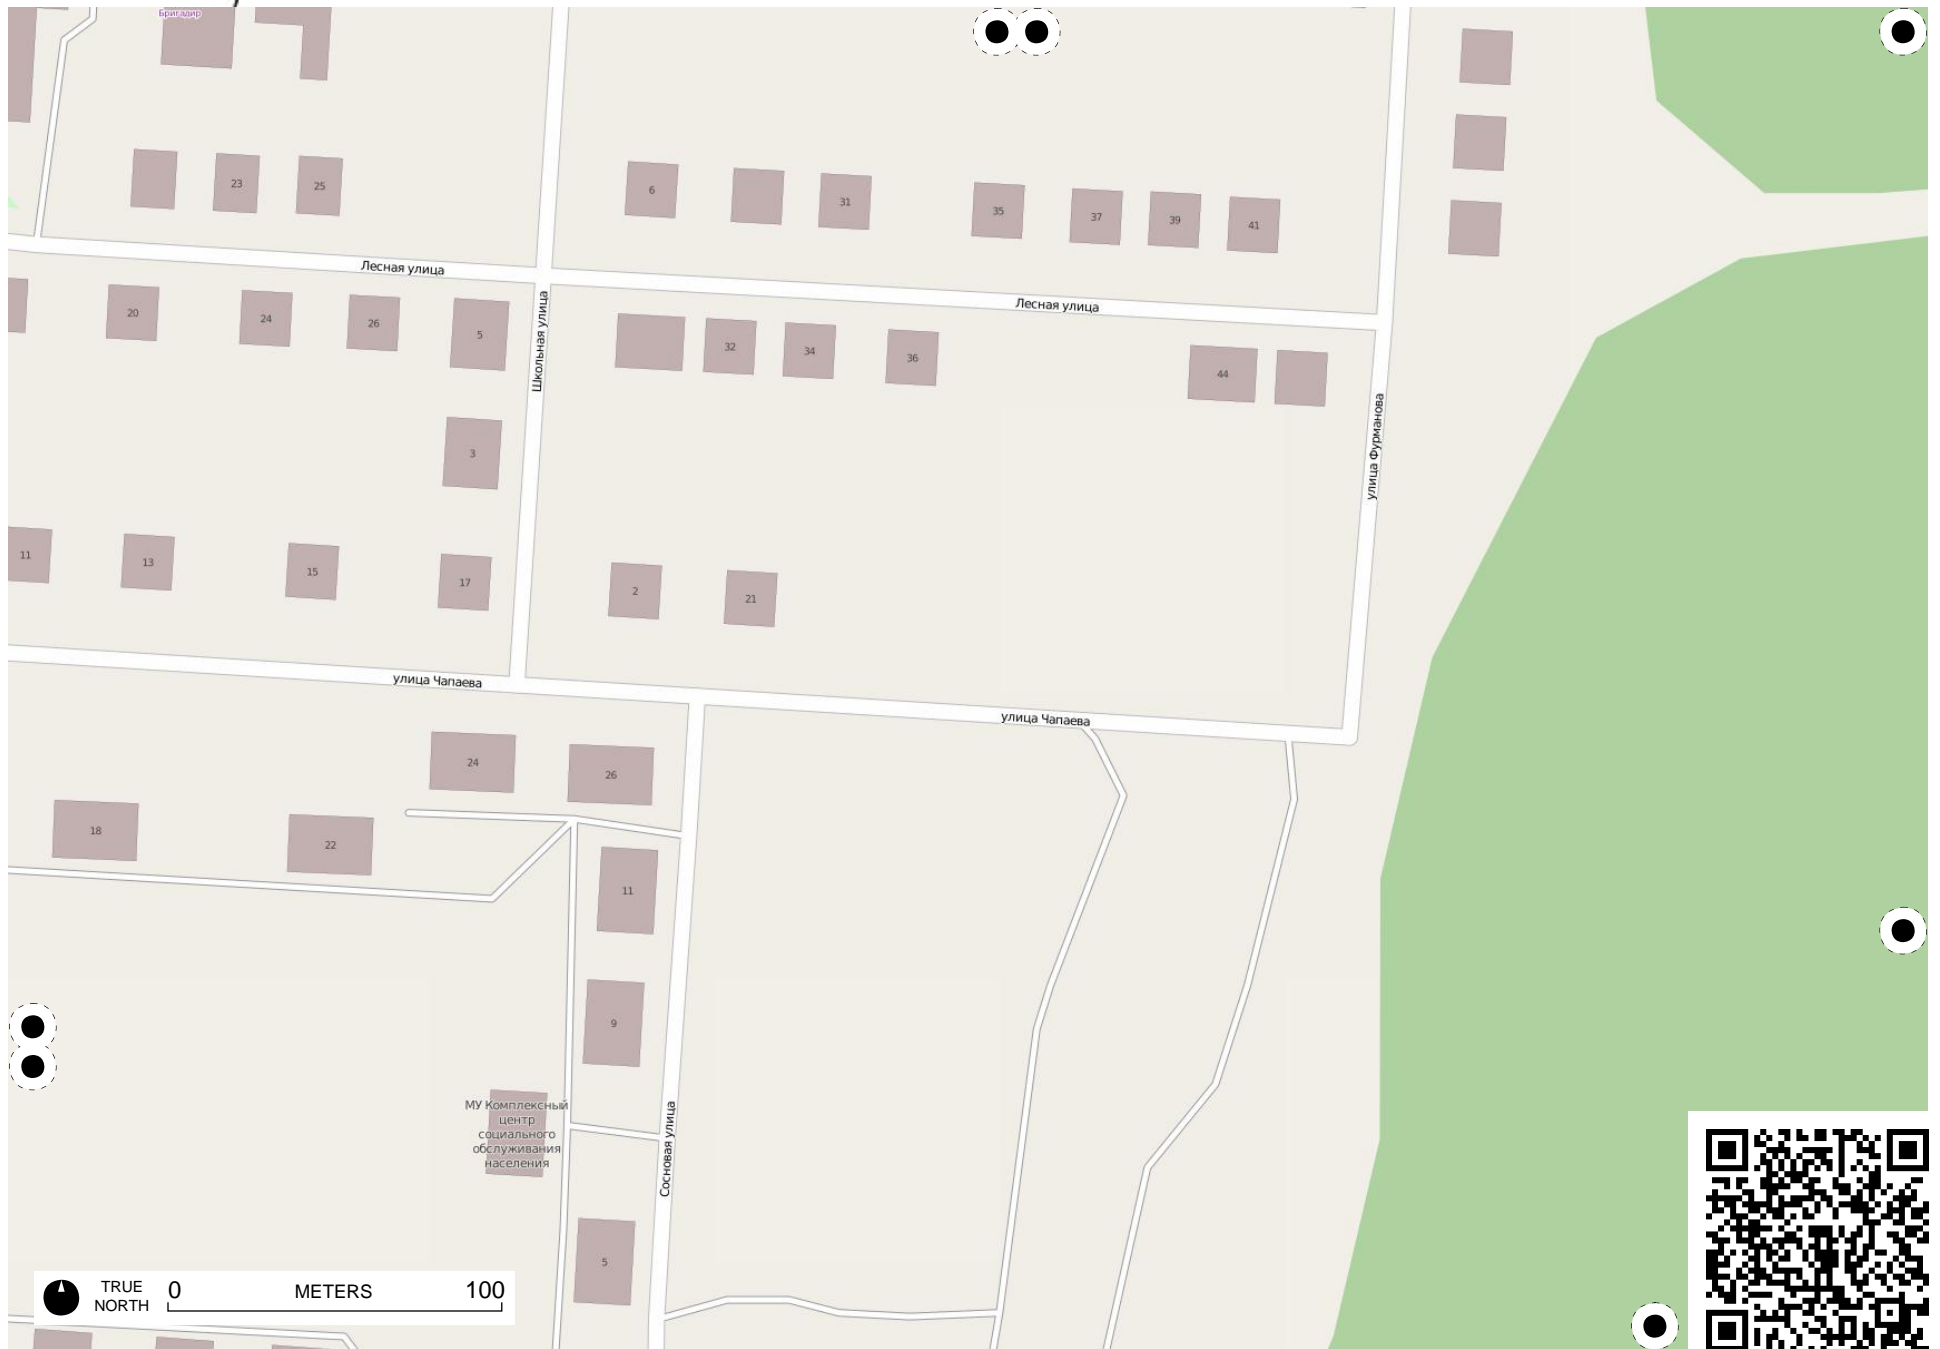 Бригадир
23
25
6
31
35
37
39
41
Лесная улица
Лесная улица
20
24
26
5
Школьная улица
32
34
36
44
улица Фурманова
3
11
13
15
17
2
21
улица Чапаева
улица Чапаева
24
26
18
22
11
9
МУ Комплексный
центр
социального
обслуживания
населения
Сосновая улица
5
TRUE
NORTH
0 METERS 100